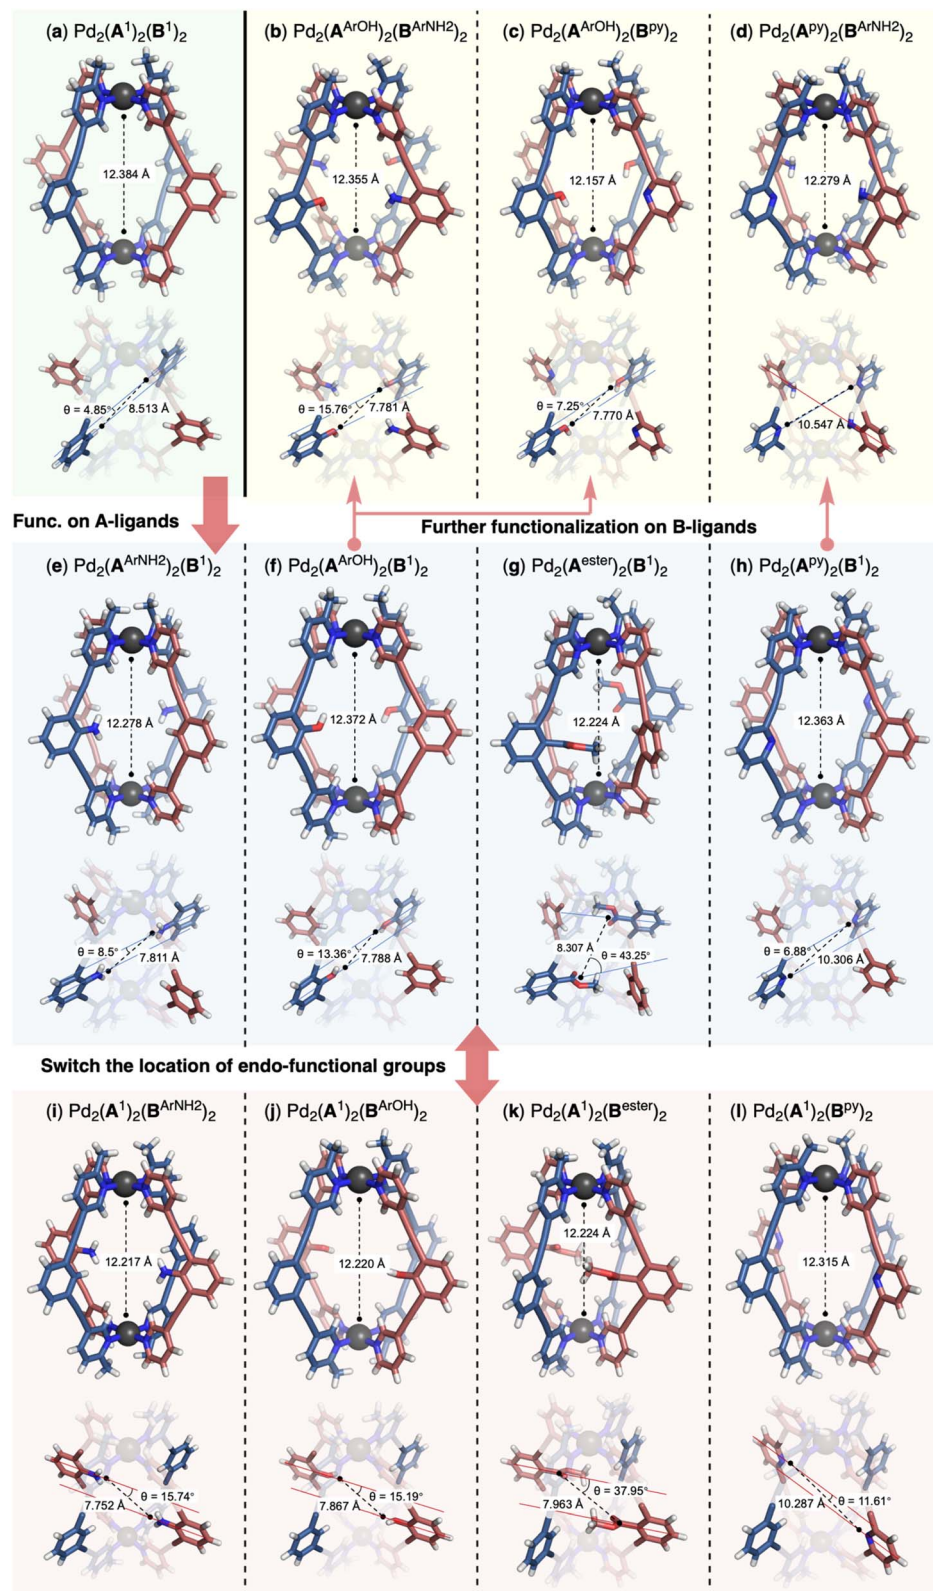 (a) Pd₂(A¹)₂(B¹)₂
(b) Pd₂(Aᴬʳᴼᴴ)₂(Bᴬʳᴺᴴ²)₂
(c) Pd₂(Aᴬʳᴼᴴ)₂(Bᵖʸ)₂
(d) Pd₂(Aᵖʸ)₂(Bᴬʳᴺᴴ²)₂
12.384 Å
12.355 Å
12.157 Å
12.279 Å
θ = 4.85°
8.513 Å
θ = 15.76°
7.781 Å
θ = 7.25°
7.770 Å
10.547 Å
Func. on A-ligands
Further functionalization on B-ligands
(e) Pd₂(Aᴬʳᴺᴴ²)₂(B¹)₂
(f) Pd₂(Aᴬʳᴼᴴ)₂(B¹)₂
(g) Pd₂(Aᵉˢᵗᵉʳ)₂(B¹)₂
(h) Pd₂(Aᵖʸ)₂(B¹)₂
12.278 Å
12.372 Å
12.224 Å
12.363 Å
θ = 8.5°
7.811 Å
θ = 13.36°
7.788 Å
8.307 Å
θ = 43.25°
θ = 6.88°
10.306 Å
Switch the location of endo-functional groups
(i) Pd₂(A¹)₂(Bᴬʳᴺᴴ²)₂
(j) Pd₂(A¹)₂(Bᴬʳᴼᴴ)₂
(k) Pd₂(A¹)₂(Bᵉˢᵗᵉʳ)₂
(l) Pd₂(A¹)₂(Bᵖʸ)₂
12.217 Å
12.220 Å
12.224 Å
12.315 Å
θ = 15.74°
7.752 Å
θ = 15.19°
7.867 Å
θ = 37.95°
7.963 Å
θ = 11.61°
10.287 Å